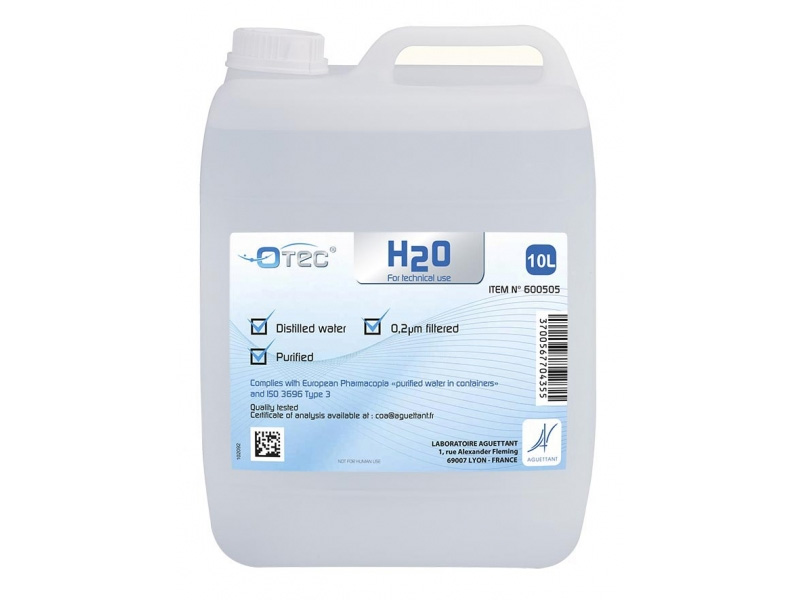 OTEC®
H2O
For technical use
10L
ITEM N° 600505
Distilled water
0,2µm filtered
Purified
3700567704355
Complies with European Pharmacopia «purified water in containers»
and ISO 3696 Type 3
Quality tested
Certificate of analysis available at : coa@aguettant.fr
102092
NOT FOR HUMAN USE
LABORATOIRE AGUETTANT
1, rue Alexander Fleming
69007 LYON - FRANCE
AGUETTANT